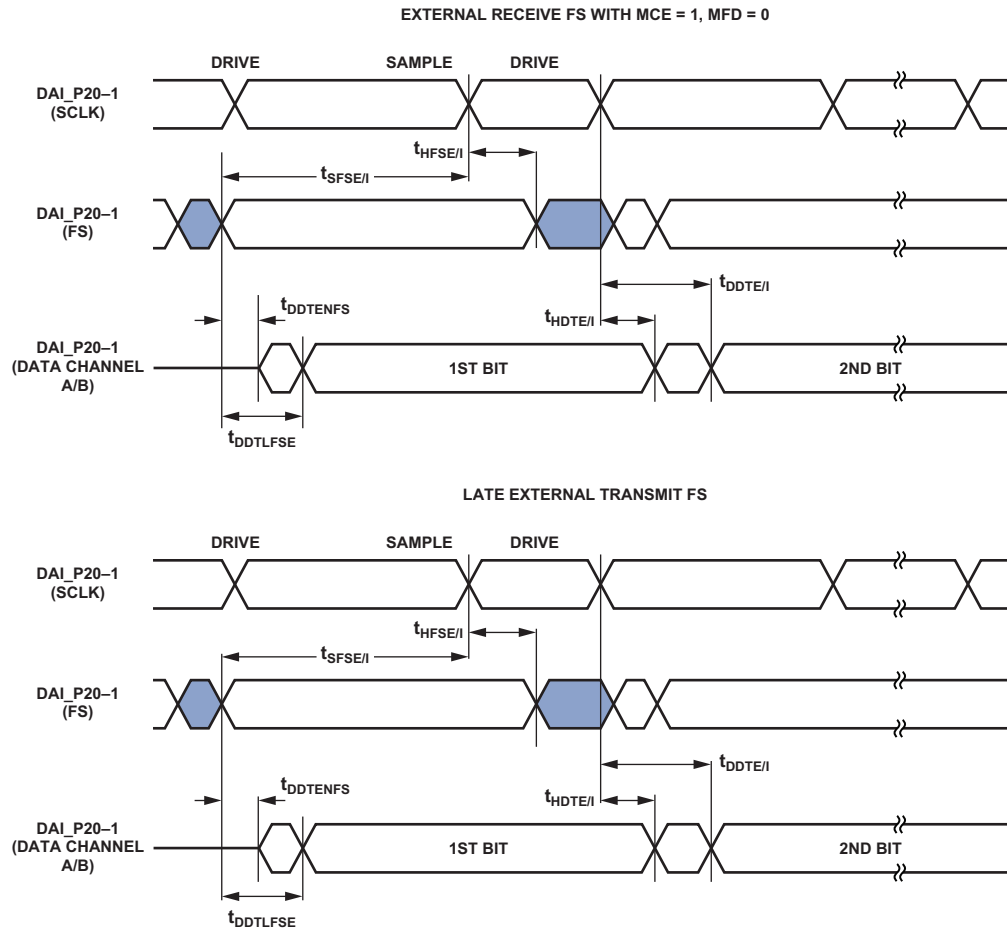 EXTERNAL RECEIVE FS WITH MCE = 1, MFD = 0
DRIVE SAMPLE DRIVE
DAI_P20–1
(SCLK)
tHFSE/I
tSFSE/I
DAI_P20–1
(FS)
tDDTE/I
tDDTENFS
tHDTE/I
DAI_P20–1
(DATA CHANNEL
A/B)
1ST BIT 2ND BIT
tDDTLFSE
LATE EXTERNAL TRANSMIT FS
DRIVE SAMPLE DRIVE
DAI_P20–1
(SCLK)
tHFSE/I
tSFSE/I
DAI_P20–1
(FS)
tDDTE/I
tDDTENFS
tHDTE/I
DAI_P20–1
(DATA CHANNEL
A/B)
1ST BIT 2ND BIT
tDDTLFSE